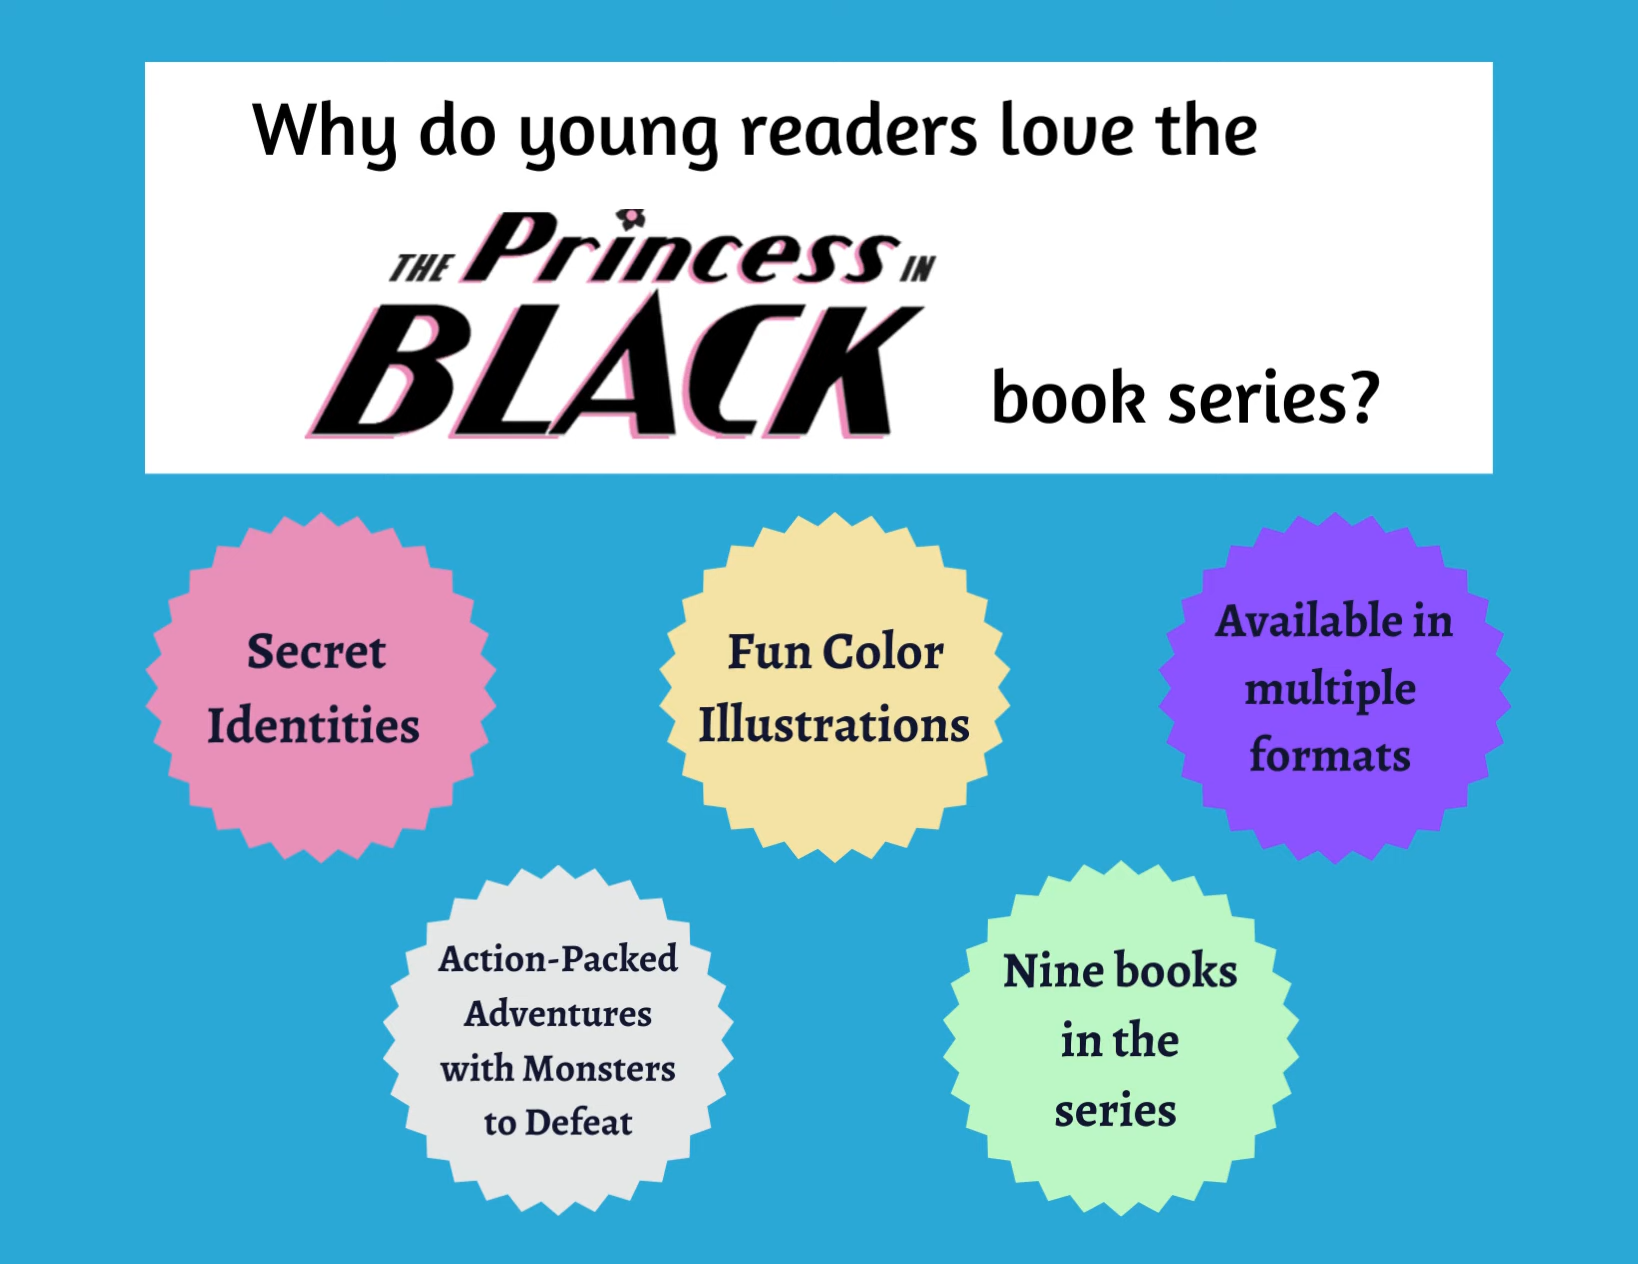 Why do young readers love the
THE Princess IN
BLACK
book series?
Secret
Identities
Fun Color
Illustrations
Available in
multiple
formats
Action-Packed
Adventures
with Monsters
to Defeat
Nine books
in the
series